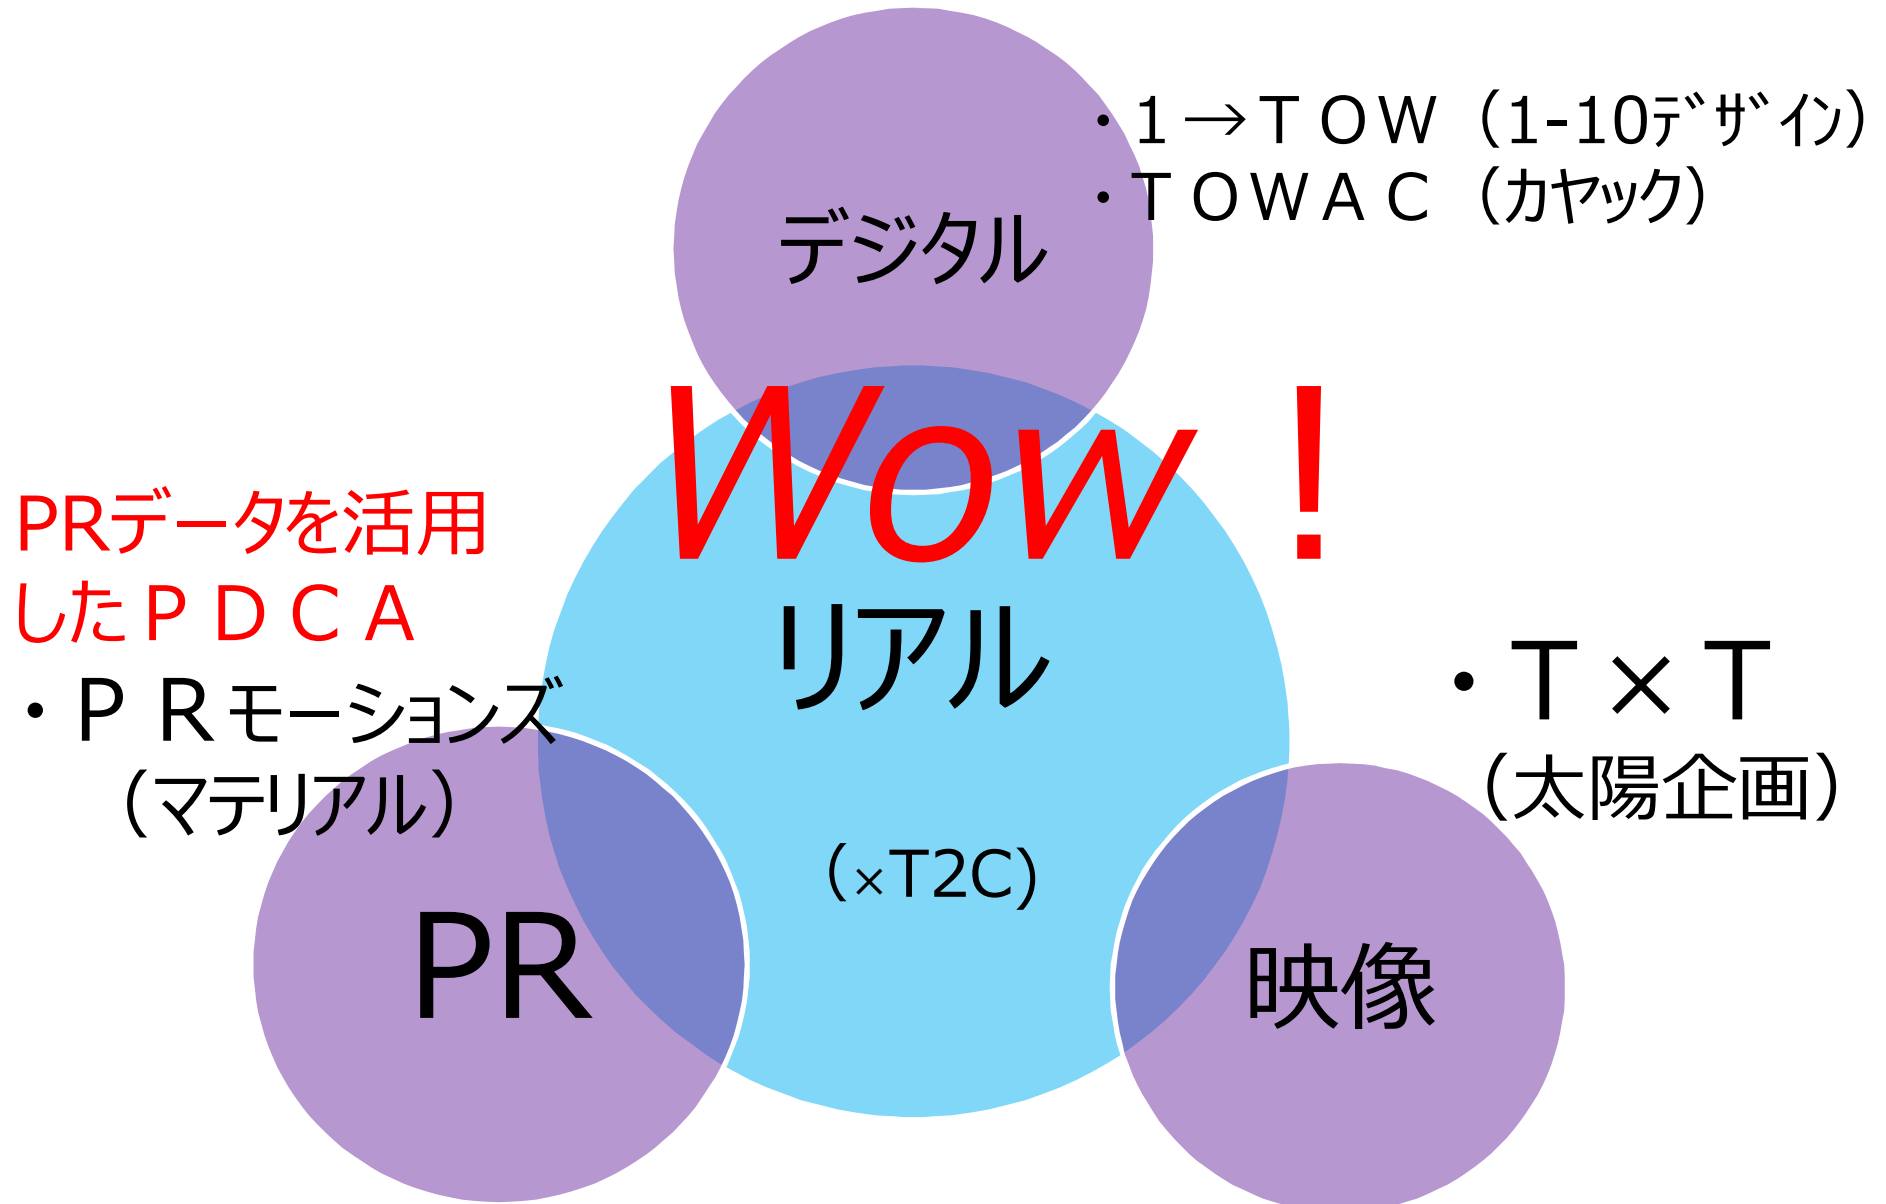 ・１→ＴＯＷ（1-10ﾃﾞｻﾞｲﾝ）
・ＴＯＷＡＣ（ｶﾔｯｸ）
デジタル
Wow！
PRデータを活用
したＰＤＣＡ
・ＰＲモーションズ
（マテリアル）
リアル
（×T2C）
・Ｔ×Ｔ
（太陽企画）
PR
映像